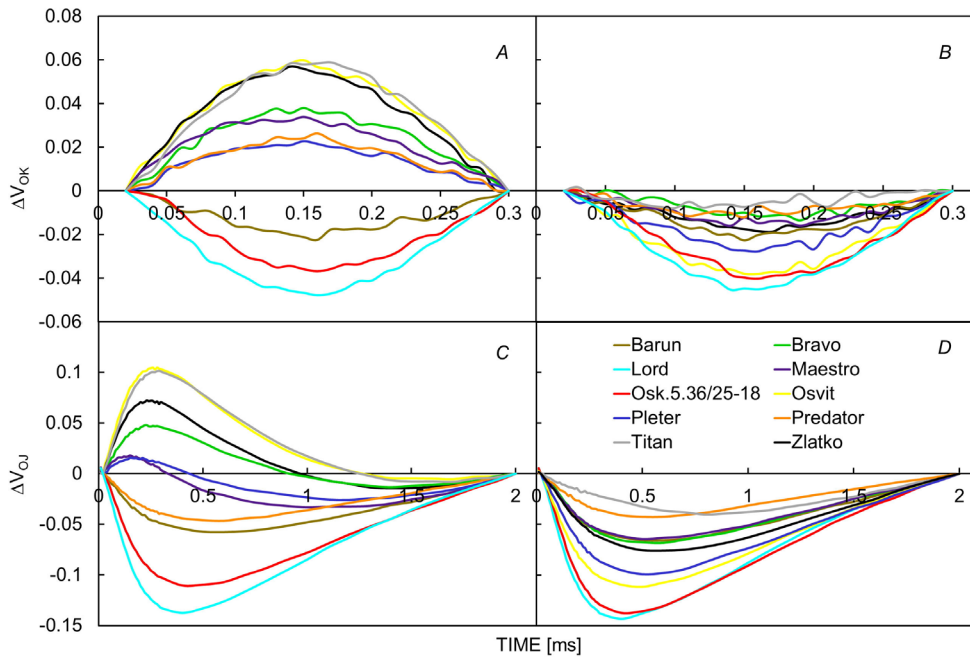 0.08
0.06
0.04
0.02
0
-0.02
-0.04
-0.06
ΔV_OK
A
0 0.05 0.1 0.15 0.2 0.25 0.3
B
0 0.05 0.1 0.15 0.2 0.25 0.3
0.1
0.05
0
-0.05
-0.1
-0.15
ΔV_OJ
C
0 0.5 1 1.5 2
D
Barun Bravo
Lord Maestro
Osk.5.36/25-18 Osvit
Pleter Predator
Titan Zlatko
0 0.5 1 1.5 2
TIME [ms]